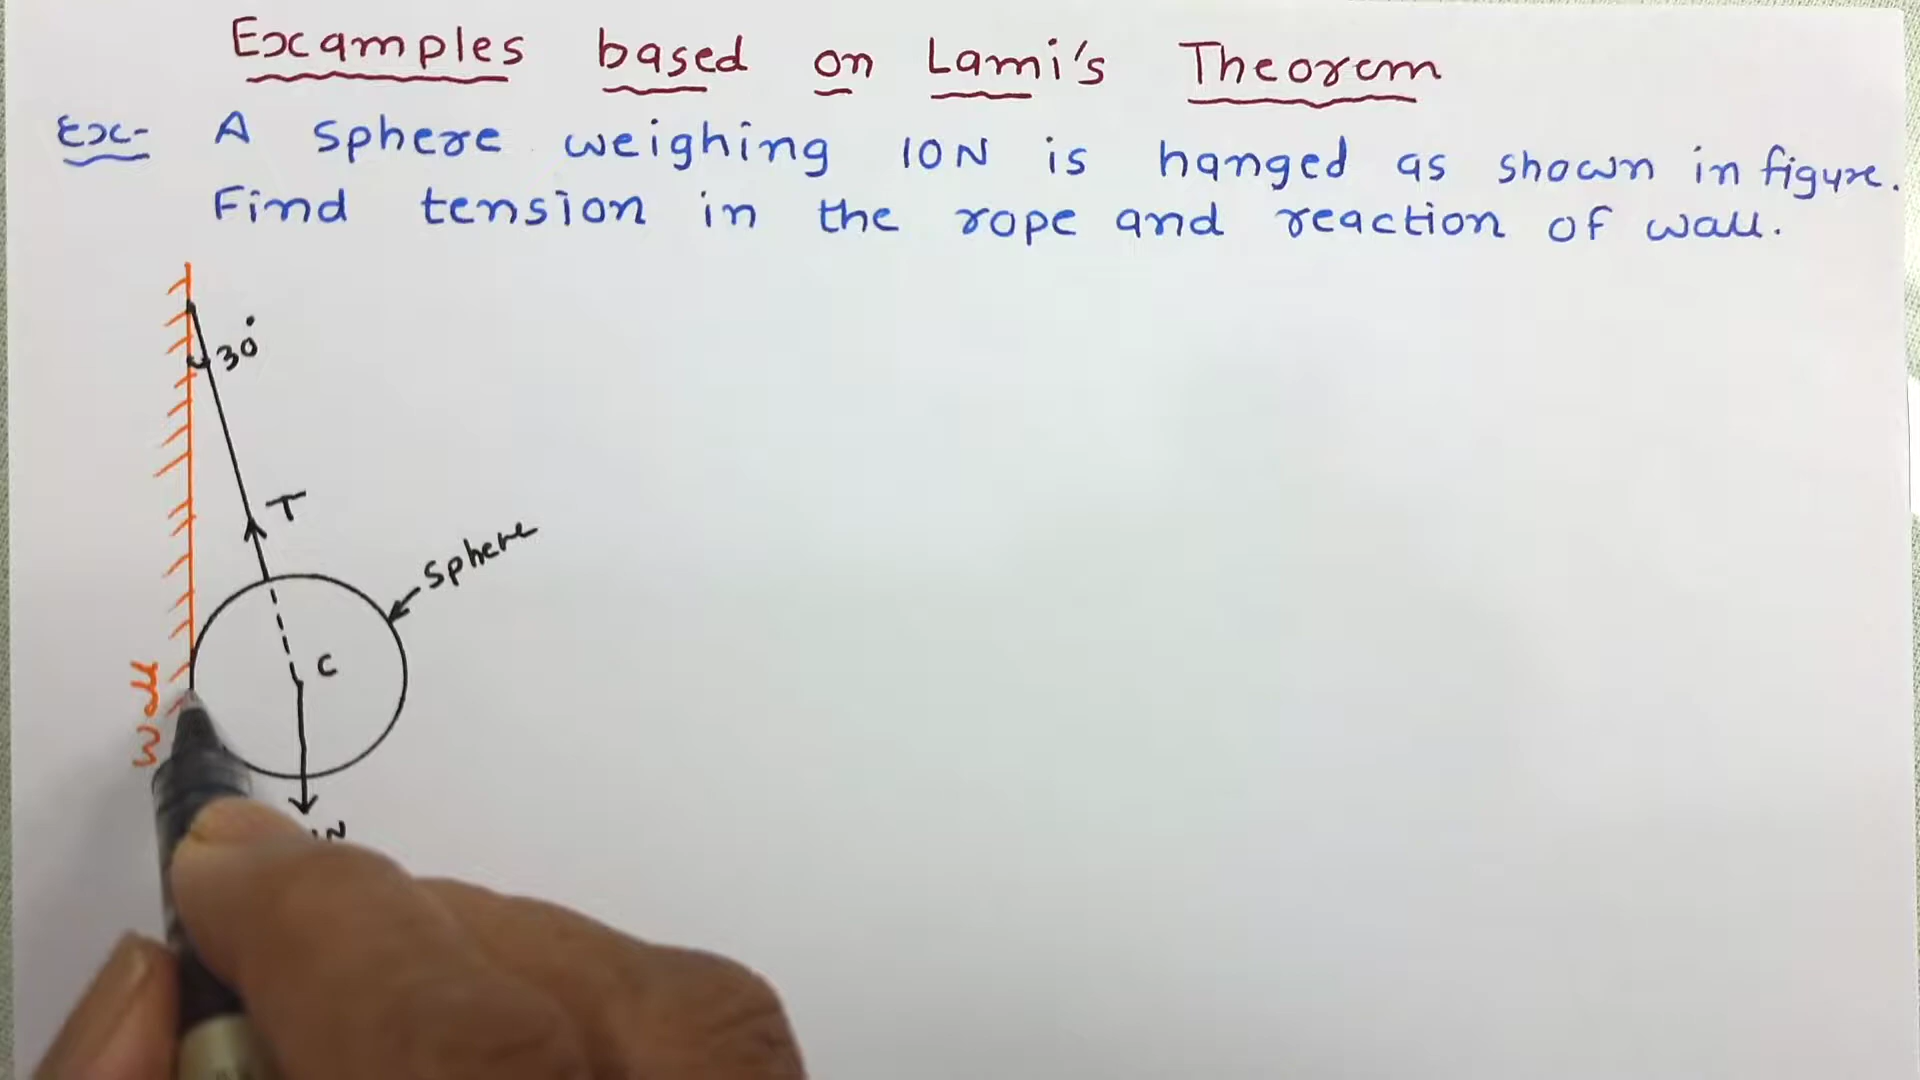 Examples based on Lami's Theorem
Ex- A sphere weighing 10N is hanged as shown in figure.
Find tension in the rope and reaction of wall.
30°
T
Sphere
C
Wall
N